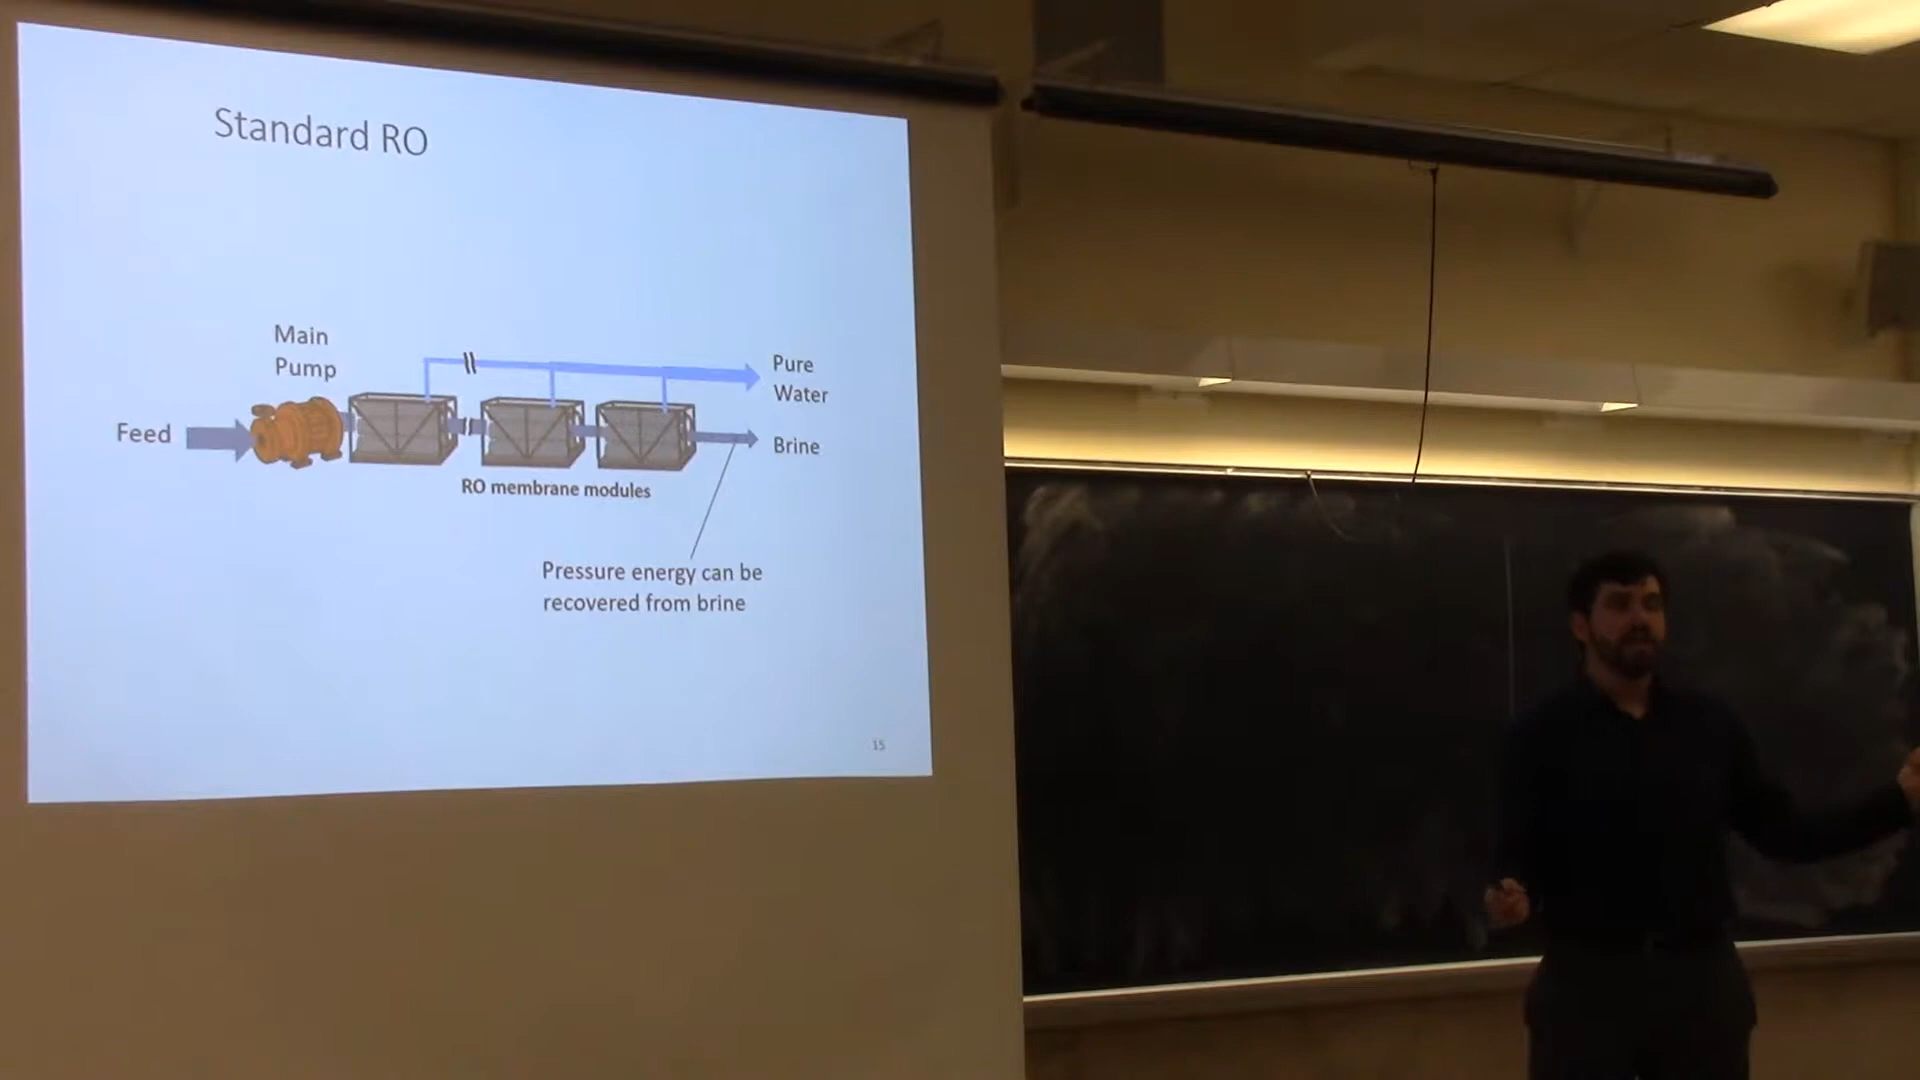 Standard RO
Main
Pump
Pure
Water
Feed
Brine
RO membrane modules
Pressure energy can be
recovered from brine
15